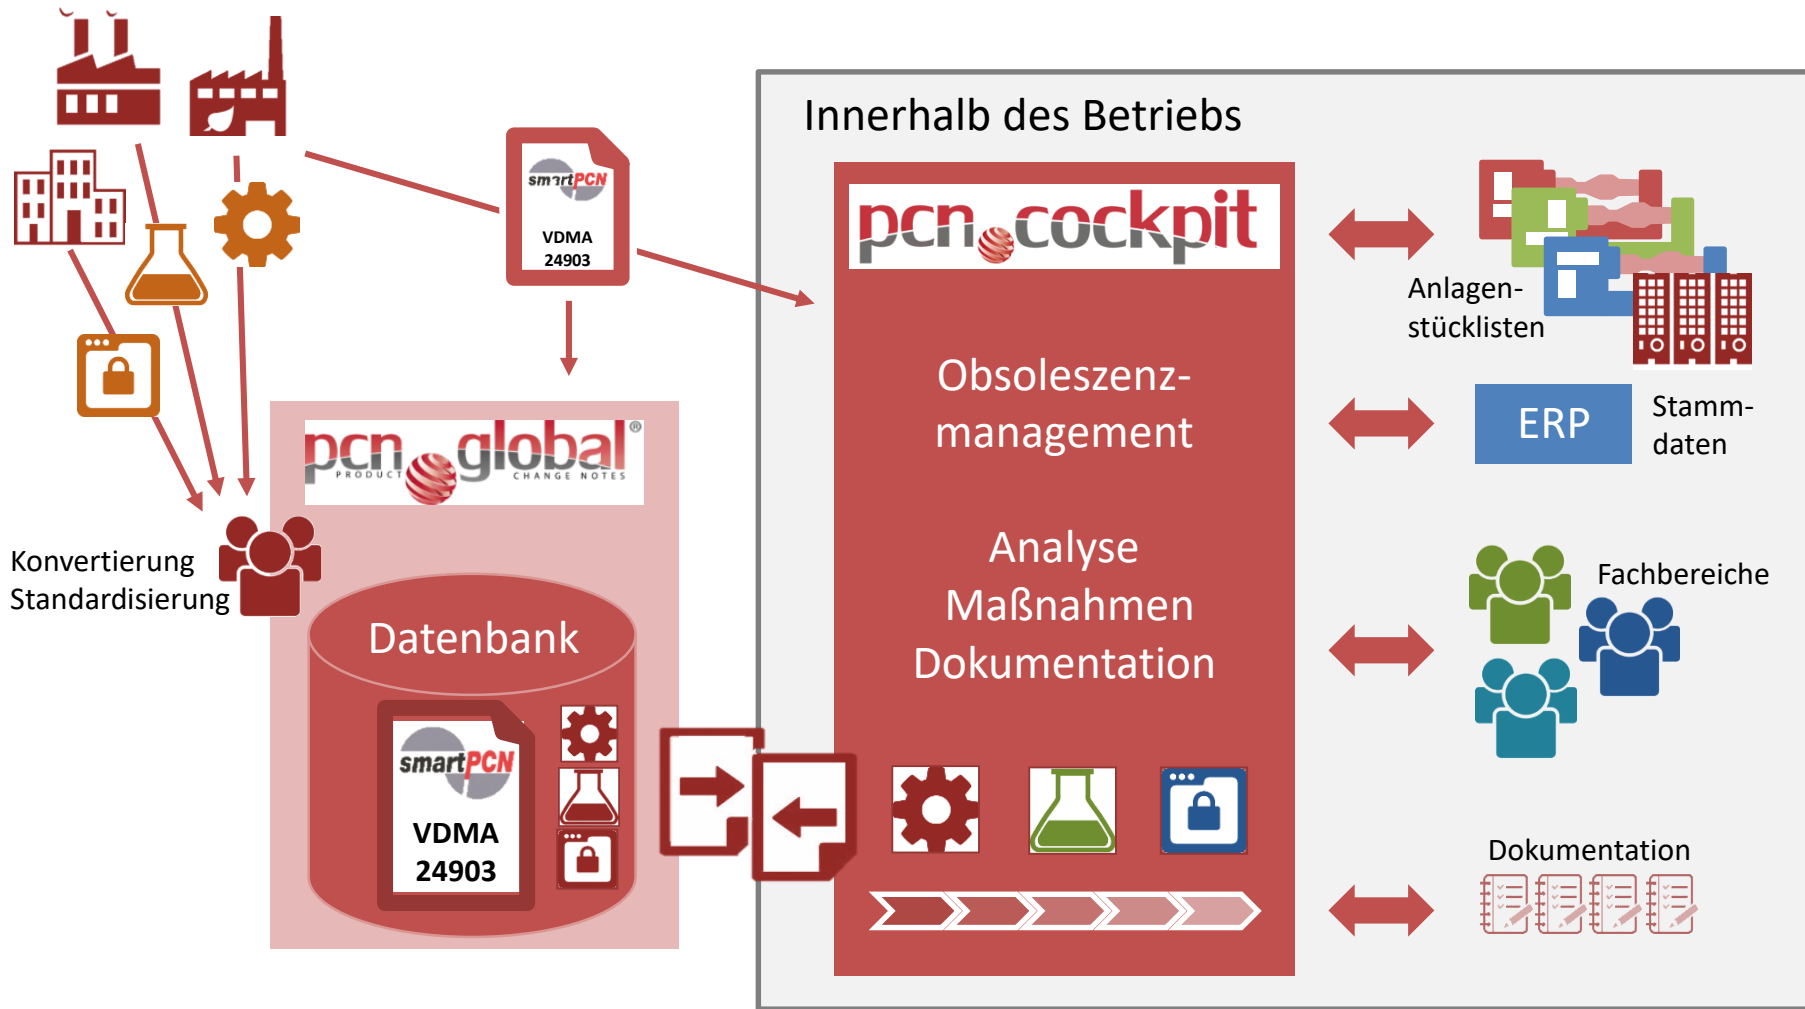 Innerhalb des Betriebs
smartPCN
VDMA
24903
pcn cockpit
Anlagen-
stücklisten
Obsoleszenz-
management
ERP
Stamm-
daten
pcn global®
PRODUCT CHANGE NOTES
Konvertierung
Standardisierung
Analyse
Maßnahmen
Dokumentation
Fachbereiche
Datenbank
smartPCN
VDMA
24903
Dokumentation